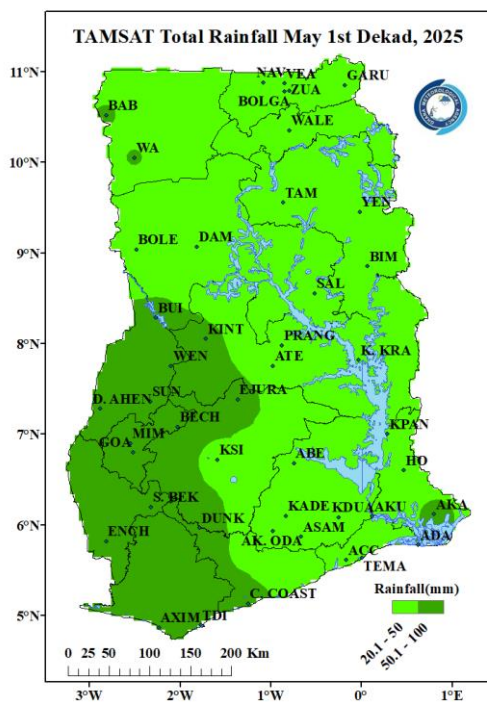 TAMSAT Total Rainfall May 1st Dekad, 2025
11°N
10°N
9°N
8°N
7°N
6°N
5°N
NAV
VEA
GARU
ZUA
BOLGA
BAB
WALE
WA
TAM
YEN
BOLE
DAM
BIM
SAL
BUI
KINT
PRANG
WEN
ATE
K. KRA
SUN
EJURA
D. AHEN
BECH
KPAN
GOA
MIM
KSI
ABE
HO
S. BEK
KADE
KDUA
AKU
AKA
DUNK
ASAM
ENCH
AK. ODA
ADA
ACC
TEMA
C. COAST
AXIM
TDI
Rainfall(mm)
20.1 - 50
50.1 - 100
0 25 50 100 150 200 Km
3°W
2°W
1°W
0°
1°E